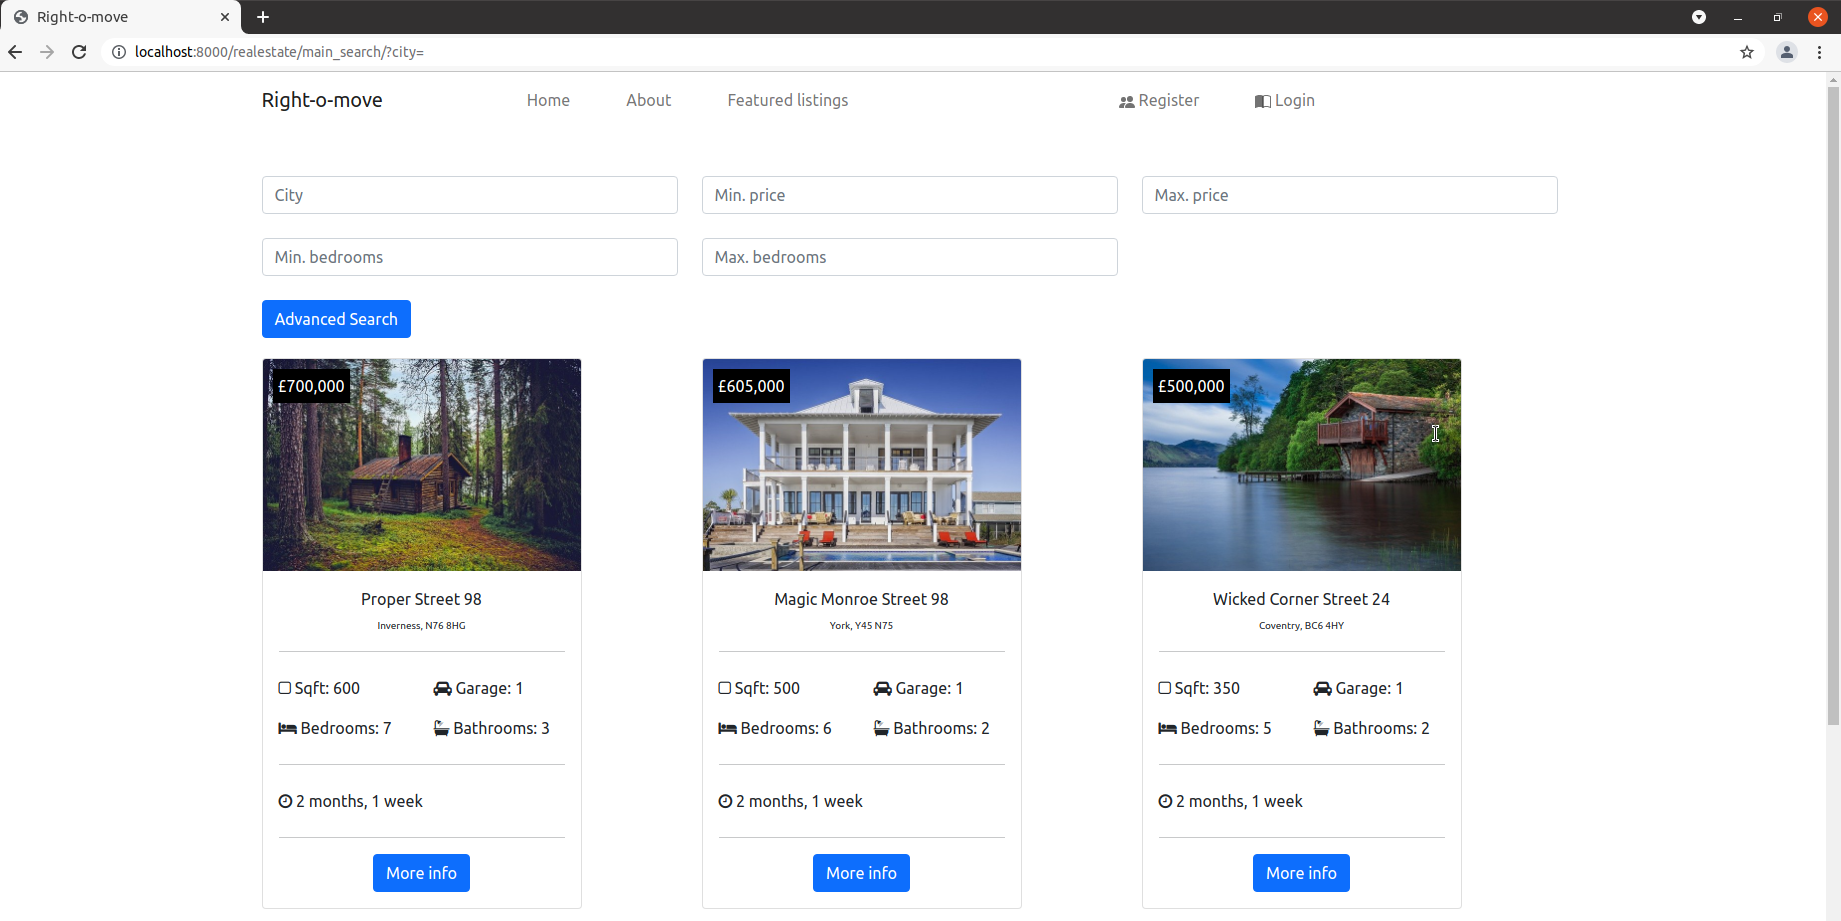 Right-o-move
localhost:8000/realestate/main_search/?city=
Right-o-move Home About Featured listings Register Login
City Min. price Max. price
Min. bedrooms Max. bedrooms
Advanced Search
£700,000
Proper Street 98
Inverness, N76 8HG
Sqft: 600 Garage: 1
Bedrooms: 7 Bathrooms: 3
2 months, 1 week
More info
£605,000
Magic Monroe Street 98
York, Y45 N75
Sqft: 500 Garage: 1
Bedrooms: 6 Bathrooms: 2
2 months, 1 week
More info
£500,000
Wicked Corner Street 24
Coventry, BC6 4HY
Sqft: 350 Garage: 1
Bedrooms: 5 Bathrooms: 2
2 months, 1 week
More info